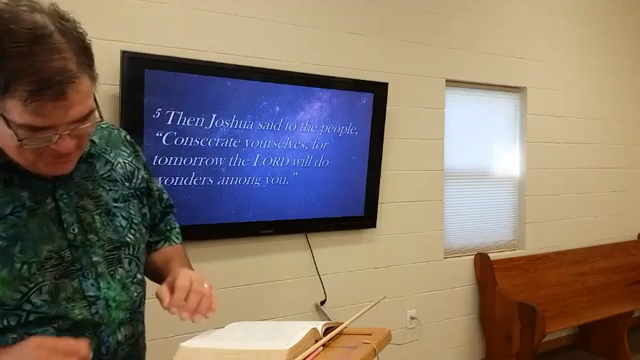 5 Then Joshua said to the people,
"Consecrate yourselves, for
tomorrow the LORD will do
wonders among you."